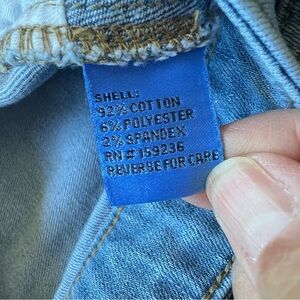 SHELL:
92% COTTON
6% POLYESTER
2% SPANDEX
RN # 159236
REVERSE FOR CARE